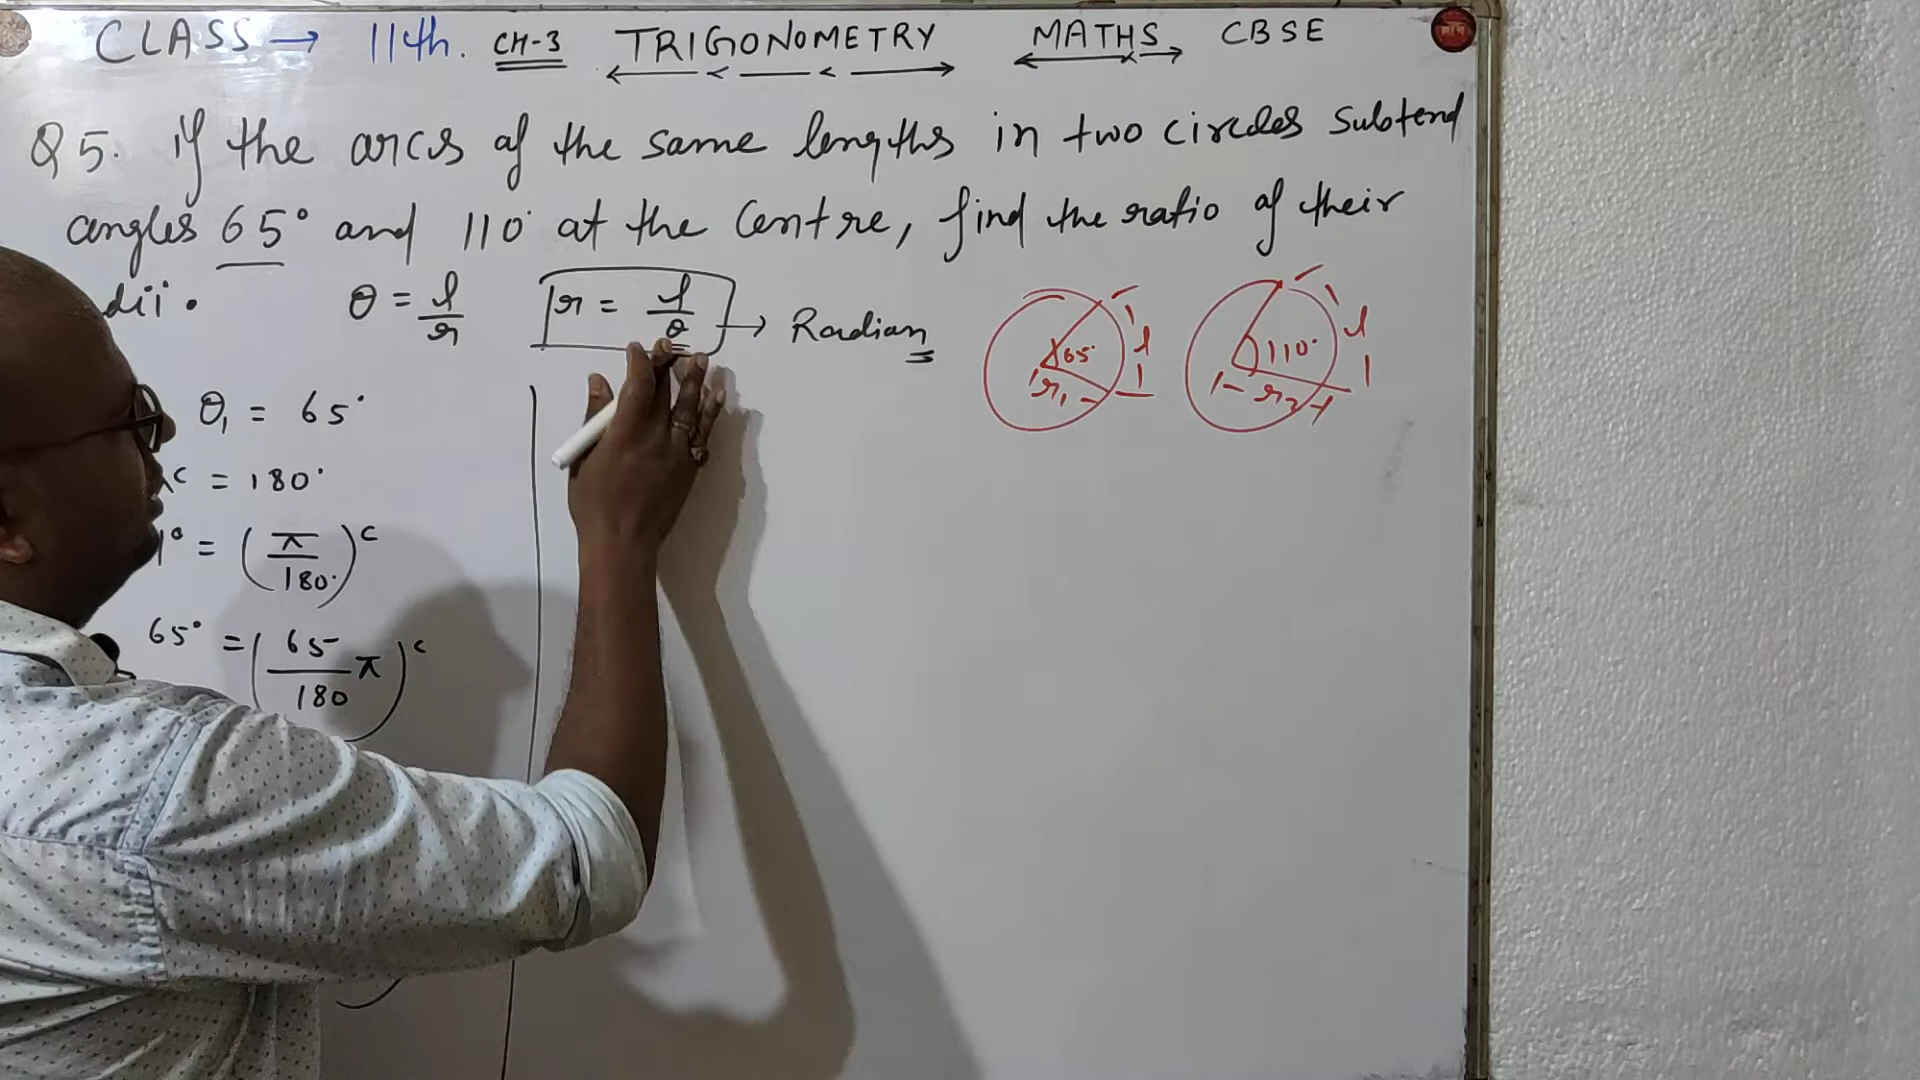 CLASS → 11th. CH-3 TRIGONOMETRY MATHS CBSE
Q5. If the arcs of the same lengths in two circles subtend
angles 65° and 110° at the Centre, find the ratio of their
dii.
θ = l/r
r = l/θ → Radian
65° l r₁
110° l r₂
θ₁ = 65°
c = 180°
1° = (π/180°)c
65° = (65/180 π)c